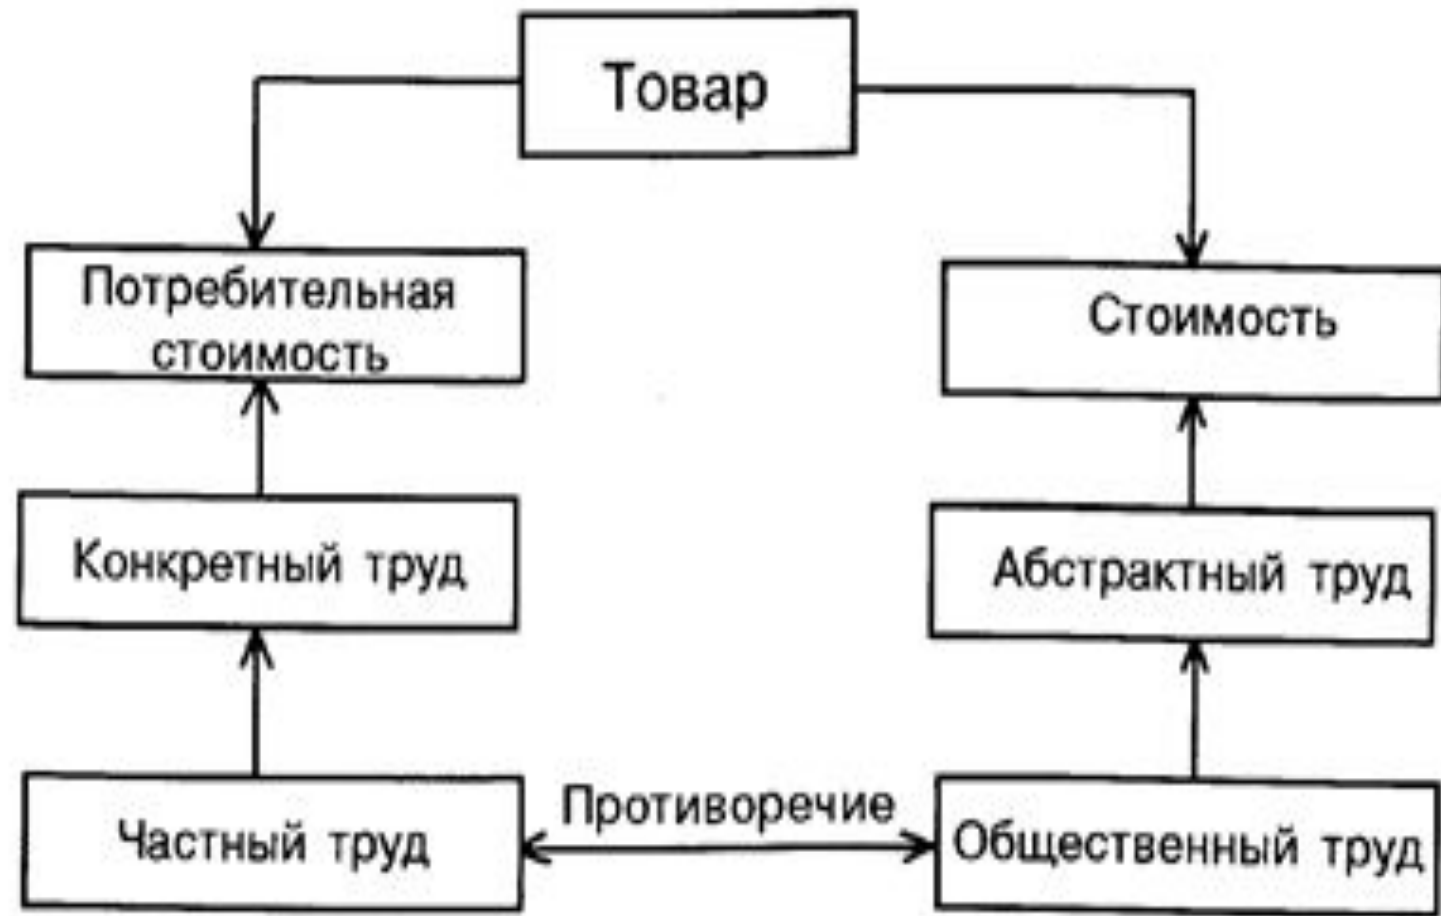 Товар
Потребительная
стоимость
Стоимость
Конкретный труд
Абстрактный труд
Частный труд
Противоречие
Общественный труд